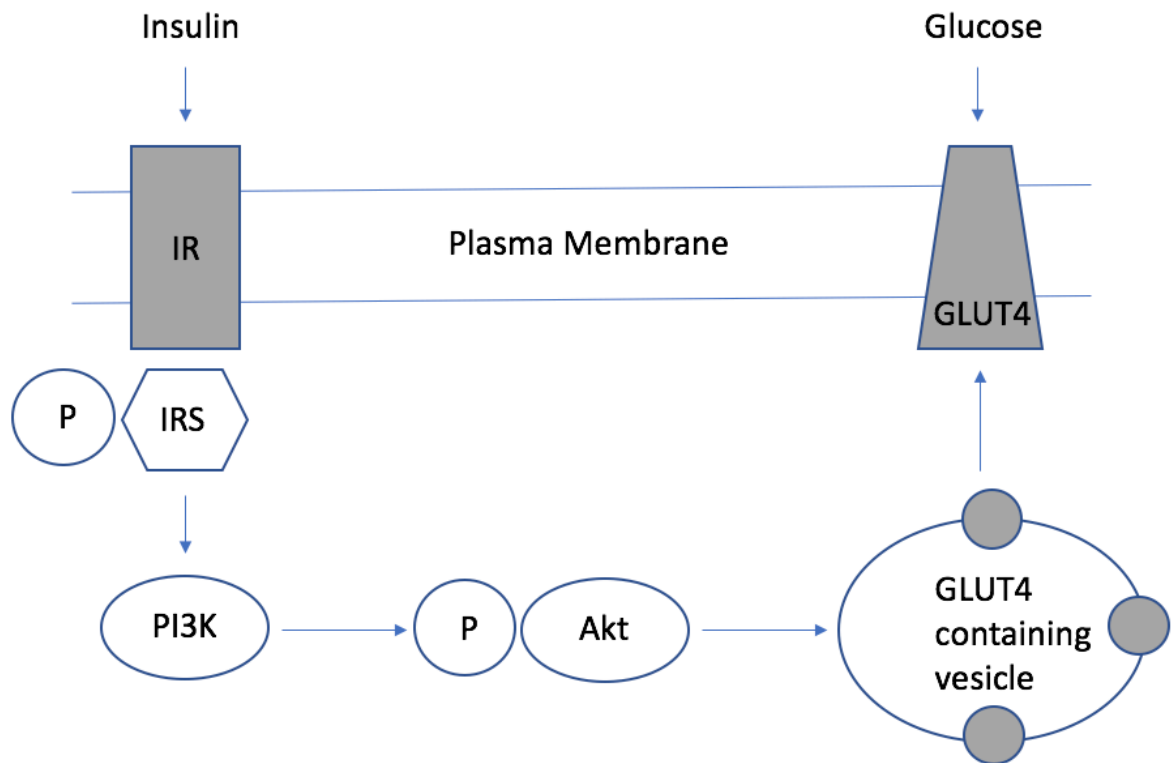 Insulin
Glucose
IR
Plasma Membrane
GLUT4
P
IRS
PI3K
P
Akt
GLUT4
containing
vesicle